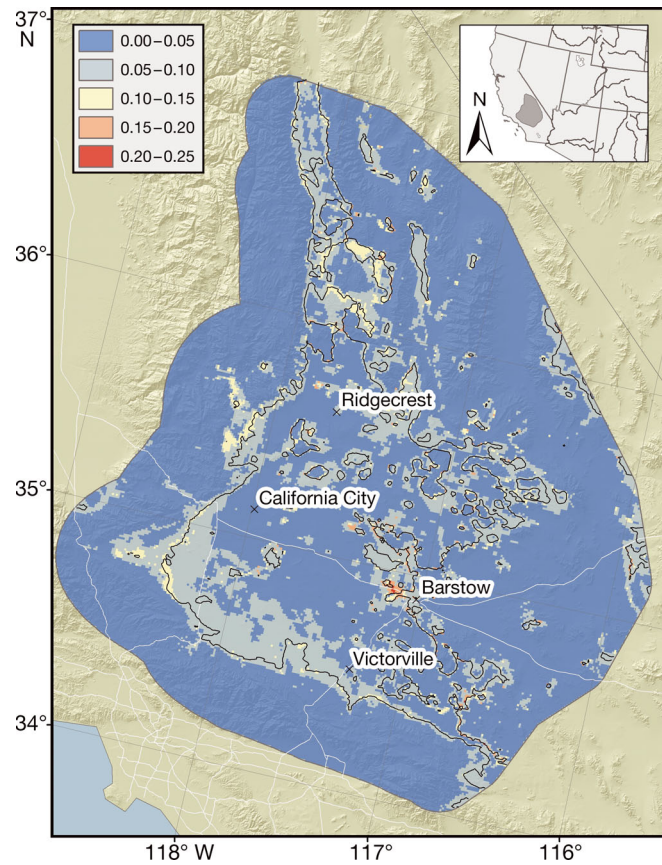 37°
N
0.00–0.05
0.05–0.10
0.10–0.15
0.15–0.20
0.20–0.25
N
36°
Ridgecrest
35°
California City
Barstow
Victorville
34°
118° W
117°
116°